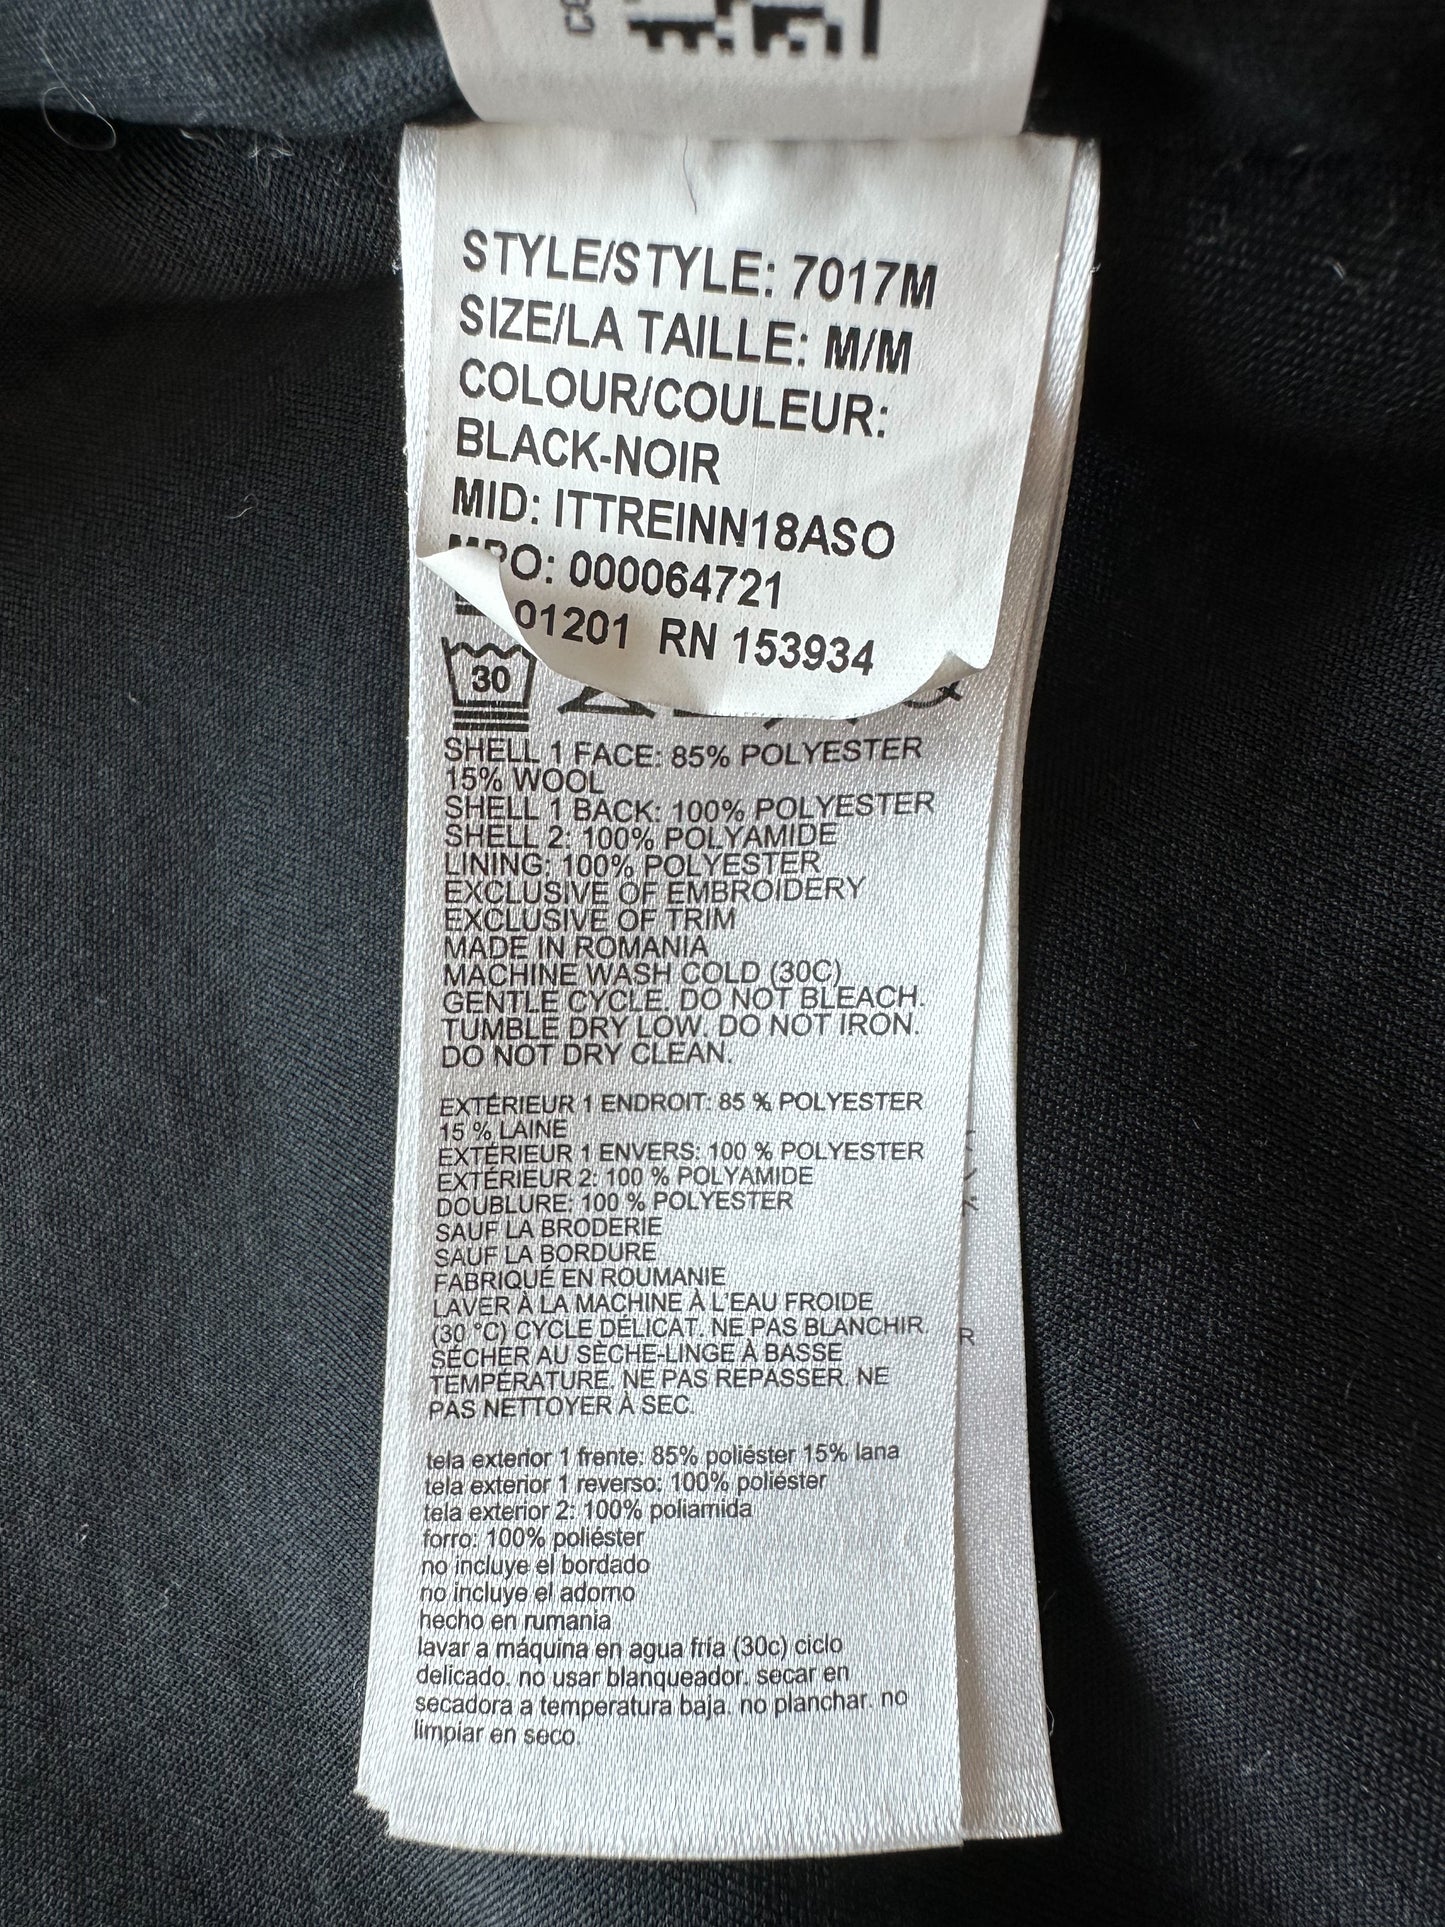 STYLE/STYLE: 7017M
SIZE/LA TAILLE: M/M
COLOUR/COULEUR:
BLACK-NOIR
MID: ITTREINN18ASO
MPO: 000064721
01201 RN 153934
30
SHELL 1 FACE: 85% POLYESTER
15% WOOL
SHELL 1 BACK: 100% POLYESTER
SHELL 2: 100% POLYAMIDE
LINING: 100% POLYESTER
EXCLUSIVE OF EMBROIDERY
EXCLUSIVE OF TRIM
MADE IN ROMANIA
MACHINE WASH COLD (30C)
GENTLE CYCLE. DO NOT BLEACH.
TUMBLE DRY LOW. DO NOT IRON.
DO NOT DRY CLEAN.
EXTÉRIEUR 1 ENDROIT: 85 % POLYESTER
15 % LAINE
EXTÉRIEUR 1 ENVERS: 100 % POLYESTER
EXTÉRIEUR 2: 100 % POLYAMIDE
DOUBLURE: 100 % POLYESTER
SAUF LA BRODERIE
SAUF LA BORDURE
FABRIQUÉ EN ROUMANIE
LAVER À LA MACHINE À L'EAU FROIDE
(30 °C) CYCLE DÉLICAT. NE PAS BLANCHIR.
SÉCHER AU SÈCHE-LINGE À BASSE
TEMPÉRATURE. NE PAS REPASSER. NE
PAS NETTOYER À SEC.
tela exterior 1 frente: 85% poliéster 15% lana
tela exterior 1 reverso: 100% poliéster
tela exterior 2: 100% poliamida
forro: 100% poliéster
no incluye el bordado
no incluye el adorno
hecho en rumania
lavar a máquina en agua fría (30c) ciclo
delicado. no usar blanqueador. secar en
secadora a temperatura baja. no planchar. no
limpiar en seco.